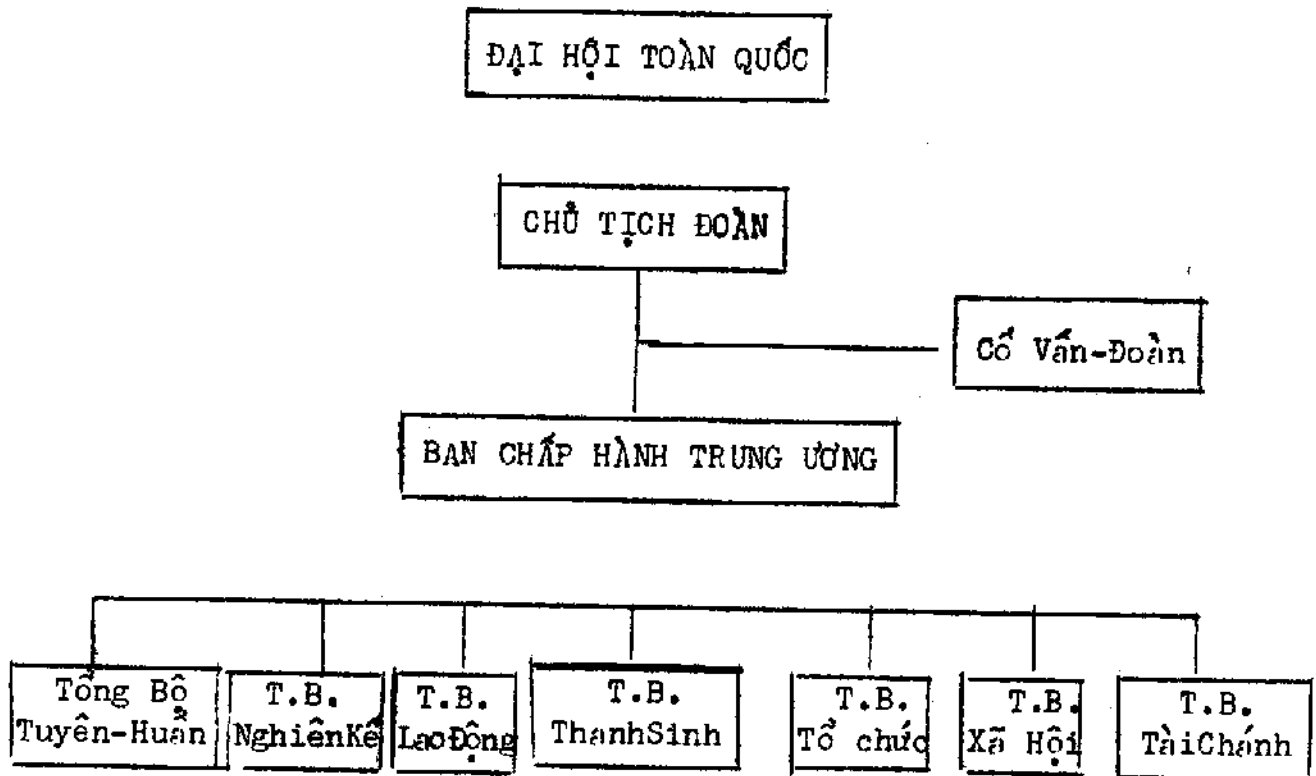 ĐẠI HỘI TOÀN QUỐC
CHỦ TỊCH ĐOÀN
Cố Vấn-Đoàn
BAN CHẤP HÀNH TRUNG ƯƠNG
Tổng Bộ
Tuyên-Huấn
T.B.
NghiênKế
T.B.
LaoĐộng
T.B.
ThanhSinh
T.B.
Tổ chức
T.B.
Xã Hội
T.B.
TàiChánh